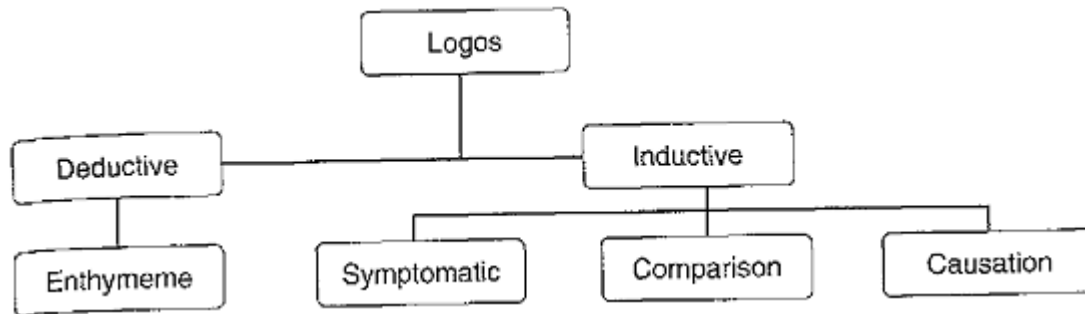 Logos
Deductive
Inductive
Enthymeme
Symptomatic
Comparison
Causation